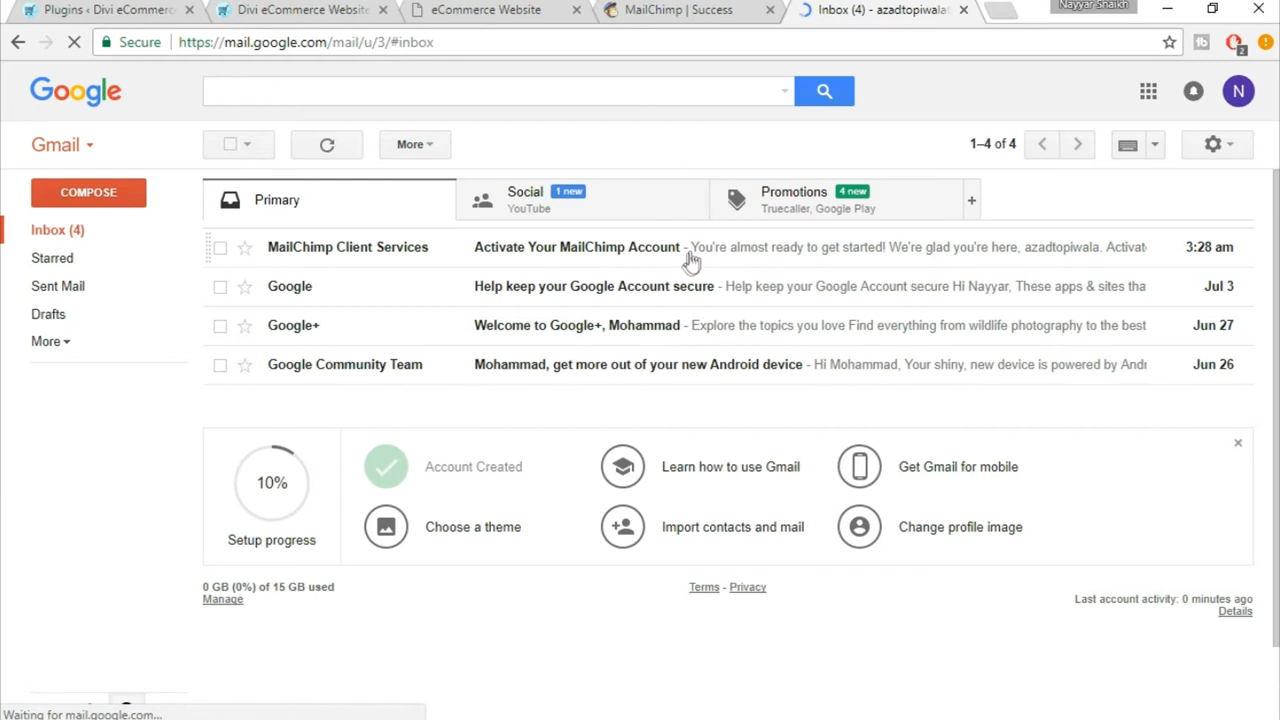 Plugins ‹ Divi eCommerce
Divi eCommerce Website
eCommerce Website
MailChimp | Success
Inbox (4) - azadtopiwala
Nayyar Shaikh
Secure
https://mail.google.com/mail/u/3/#inbox
2
Google
N
Gmail
More
1–4 of 4
COMPOSE
Primary
Social 1 new
YouTube
Promotions 4 new
Truecaller, Google Play
+
Inbox (4)
Starred
Sent Mail
Drafts
More
MailChimp Client Services Activate Your MailChimp Account - You're almost ready to get started! We're glad you're here, azadtopiwala. Activat 3:28 am
Google Help keep your Google Account secure - Help keep your Google Account secure Hi Nayyar, These apps & sites tha Jul 3
Google+ Welcome to Google+, Mohammad - Explore the topics you love Find everything from wildlife photography to the best Jun 27
Google Community Team Mohammad, get more out of your new Android device - Hi Mohammad, Your shiny, new device is powered by Andr Jun 26
10%
Setup progress
Account Created
Learn how to use Gmail
Get Gmail for mobile
Choose a theme
Import contacts and mail
Change profile image
0 GB (0%) of 15 GB used
Manage
Terms - Privacy
Last account activity: 0 minutes ago
Details
Waiting for mail.google.com...